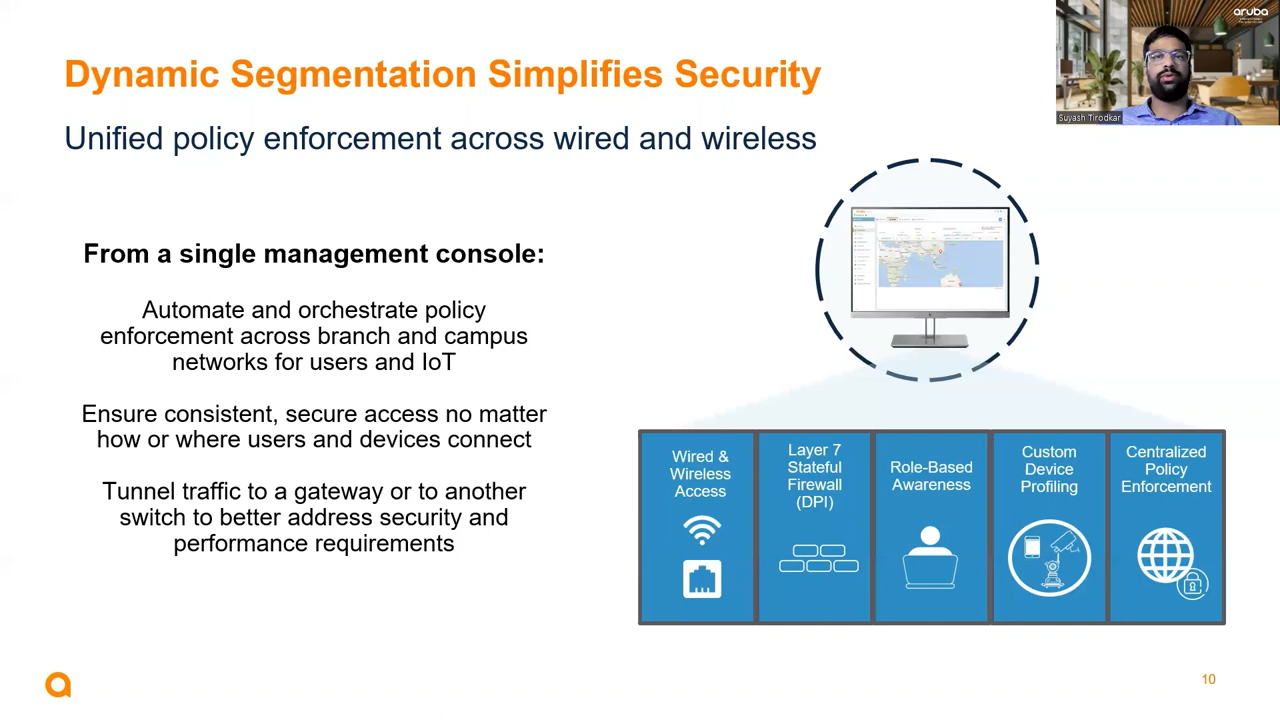 Dynamic Segmentation Simplifies Security
Unified policy enforcement across wired and wireless
aruba
Suyash Tirodkar
From a single management console:
Automate and orchestrate policy
enforcement across branch and campus
networks for users and IoT
Ensure consistent, secure access no matter
how or where users and devices connect
Tunnel traffic to a gateway or to another
switch to better address security and
performance requirements
Wired &
Wireless
Access
Layer 7
Stateful
Firewall
(DPI)
Role-Based
Awareness
Custom
Device
Profiling
Centralized
Policy
Enforcement
10